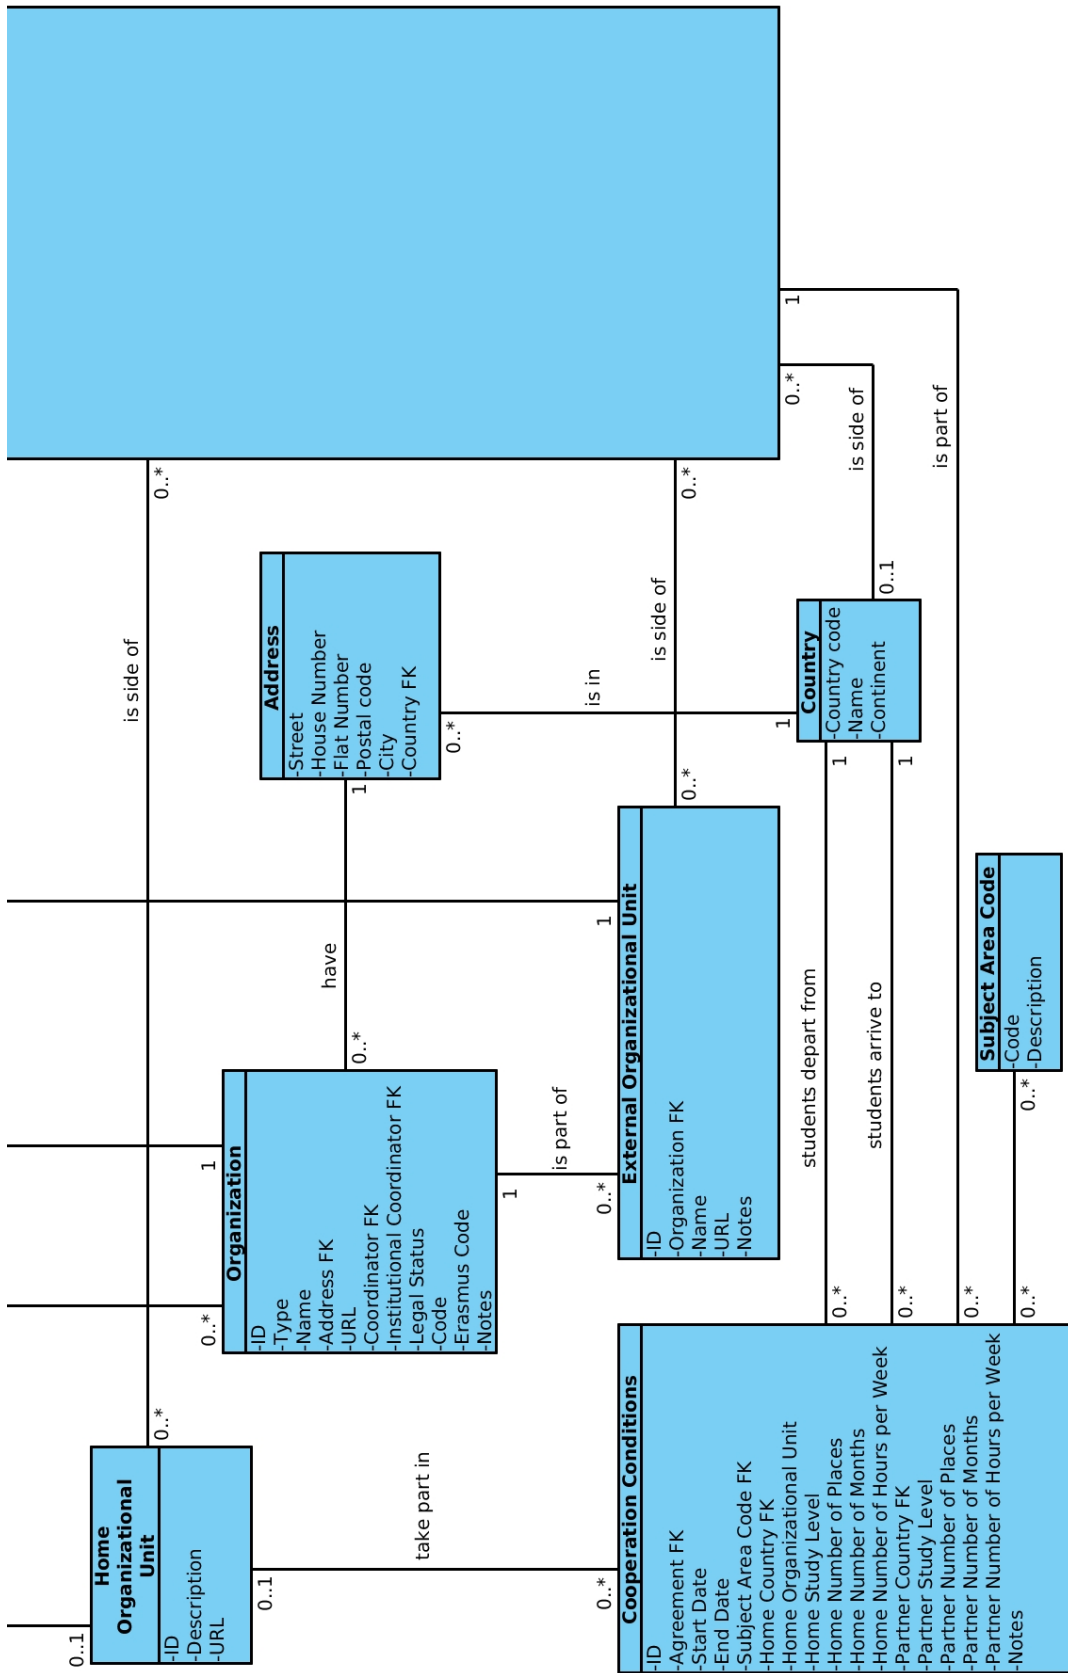 Home
Organizational
Unit
-ID
-Description
-URL
0..1
0..*
0..1
is side of
0..*
take part in
0..*
Organization
-ID
-Type
-Name
-Address FK
-URL
-Coordinator FK
-Institutional Coordinator FK
-Legal Status
-Code
-Erasmus Code
-Notes
0..*
1
0..*
have
1
1
is part of
0..*
Address
-Street
-House Number
-Flat Number
-Postal code
-City
-Country FK
0..*
is in
1
External Organizational Unit
-ID
-Organization FK
-Name
-URL
-Notes
1
0..*
is side of
0..*
Cooperation Conditions
-ID
-Agreement FK
-Start Date
-End Date
-Subject Area Code FK
-Home Country FK
-Home Organizational Unit
-Home Study Level
-Home Number of Places
-Home Number of Months
-Home Number of Hours per Week
-Partner Country FK
-Partner Study Level
-Partner Number of Places
-Partner Number of Months
-Partner Number of Hours per Week
-Notes
0..*
students depart from
1
0..*
students arrive to
1
0..*
is part of
1
0..*
0..*
Country
-Country code
-Name
-Continent
0..1
is side of
0..*
Subject Area Code
-Code
-Description